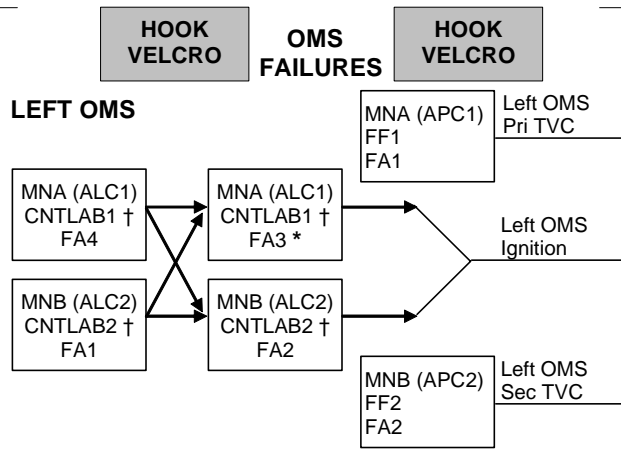 HOOK
VELCRO
OMS
FAILURES
HOOK
VELCRO
LEFT OMS
MNA (APC1)
FF1
FA1
Left OMS
Pri TVC
MNA (ALC1)
CNTLAB1 †
FA4
MNA (ALC1)
CNTLAB1 †
FA3 *
Left OMS
Ignition
MNB (ALC2)
CNTLAB2 †
FA1
MNB (ALC2)
CNTLAB2 †
FA2
MNB (APC2)
FF2
FA2
Left OMS
Sec TVC